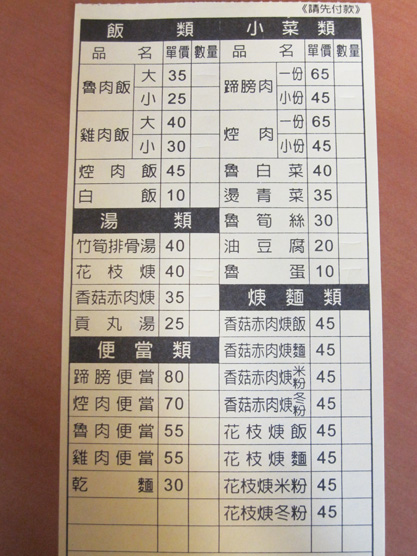 《請先付款》
飯 類
品 名 單價 數量
魯肉飯 大 35
小 25
雞肉飯 大 40
小 30
焢肉飯 45
白飯 10
湯 類
竹筍排骨湯 40
花枝焿 40
香菇赤肉焿 35
貢丸湯 25
便當類
蹄膀便當 80
焢肉便當 70
魯肉便當 55
雞肉便當 55
乾麵 30
小菜類
品 名 單價 數量
蹄膀肉 一份 65
小份 45
焢肉 一份 65
小份 45
魯白菜 40
燙青菜 35
魯筍絲 30
油豆腐 20
魯蛋 10
焿麵類
香菇赤肉焿飯 45
香菇赤肉焿麵 45
香菇赤肉焿米粉 45
香菇赤肉焿冬粉 45
花枝焿飯 45
花枝焿麵 45
花枝焿米粉 45
花枝焿冬粉 45